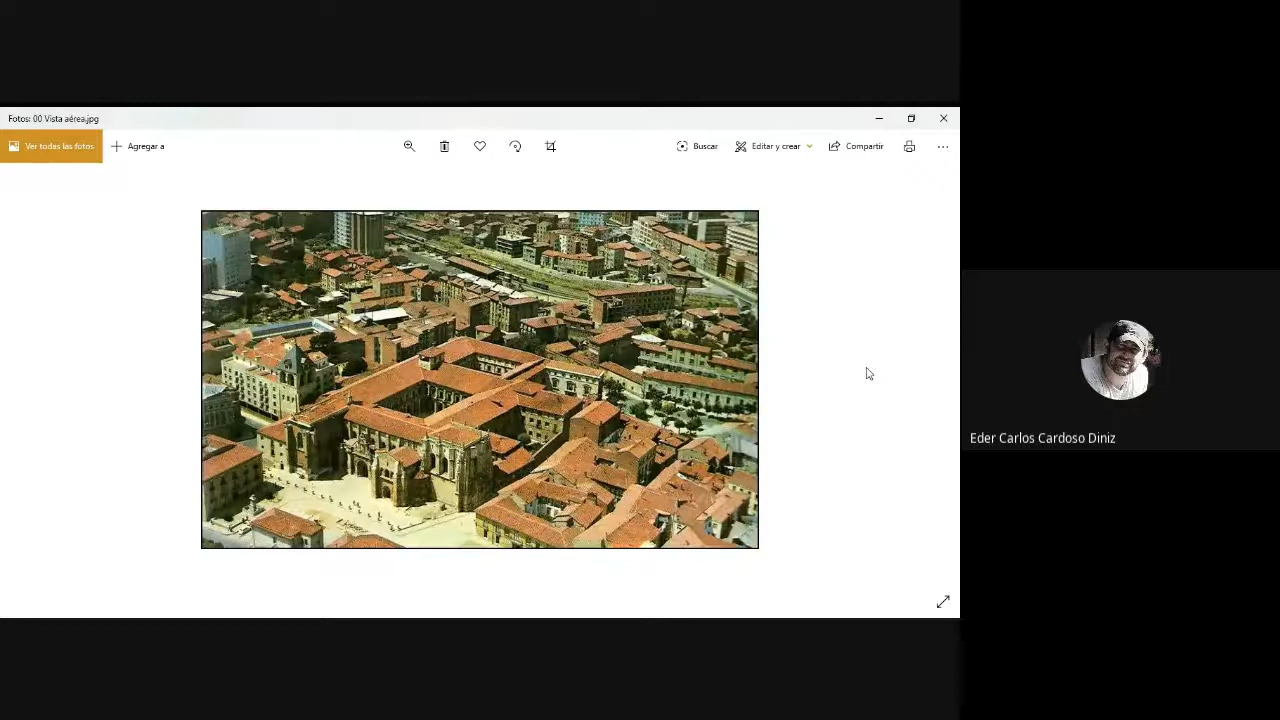 Fotos: 00 Vista aérea.jpg
Ver todas las fotos
Agregar a
Buscar
Editar y crear
Compartir
Eder Carlos Cardoso Diniz